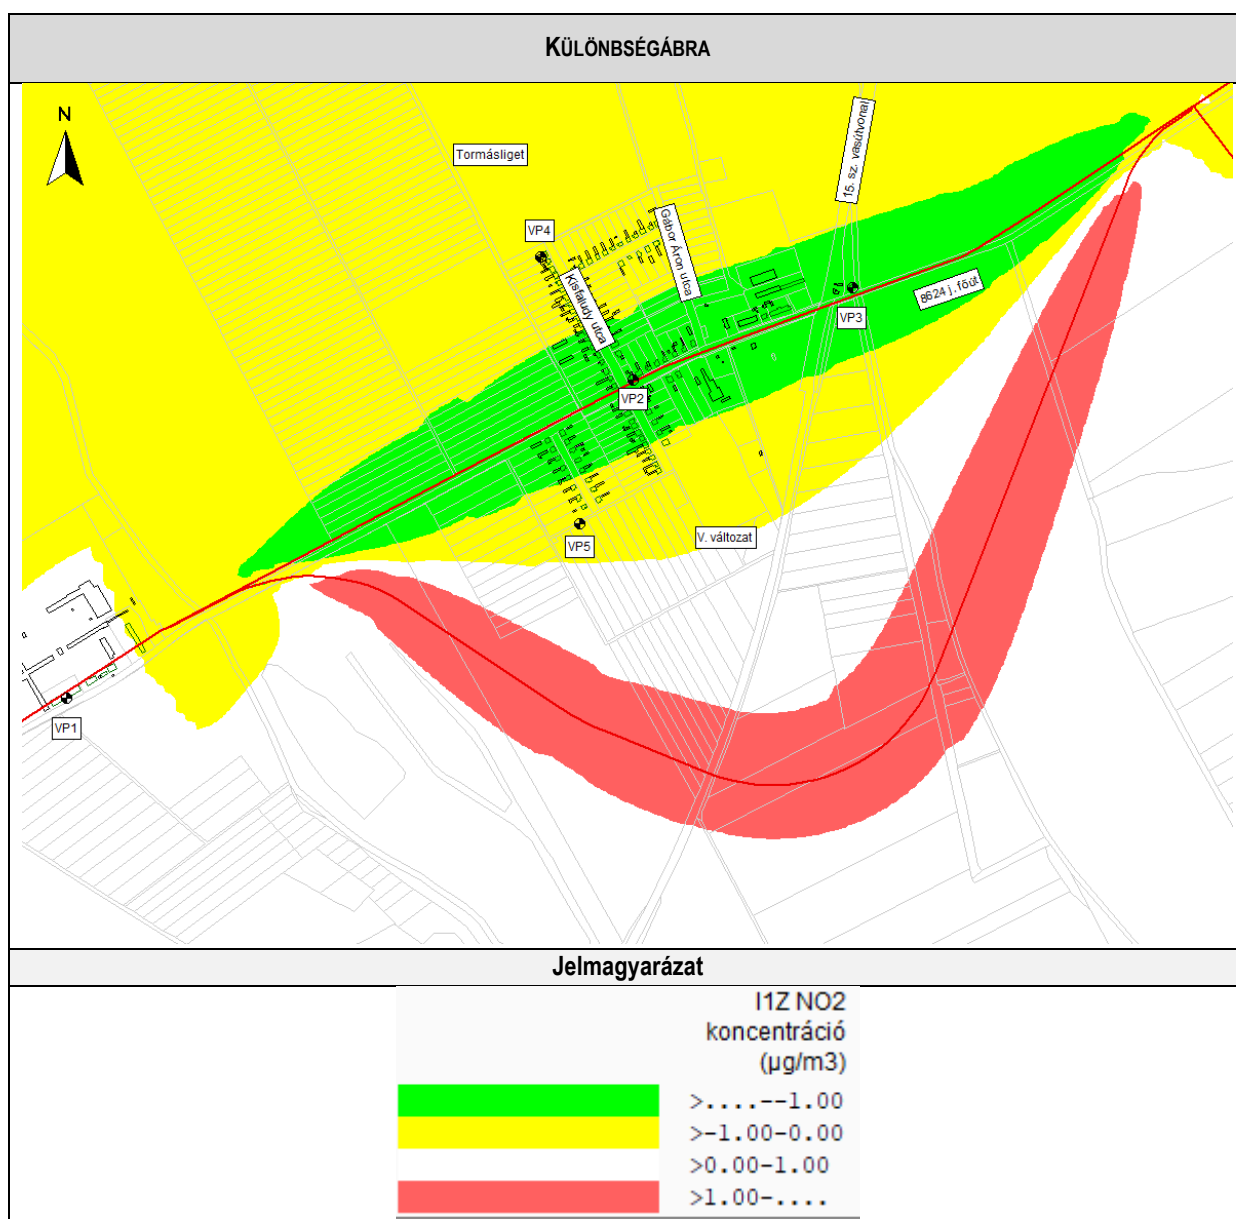 KÜLÖNBSÉGÁBRA
N
Tormásliget
15. sz. vasútvonal
VP4
Gábor Áron utca
Kisfaludy utca
8624 j. főút
VP3
VP2
V. változat
VP5
VP1
Jelmagyarázat
I1Z NO2
koncentráció
(µg/m3)
>....--1.00
>-1.00-0.00
>0.00-1.00
>1.00-....